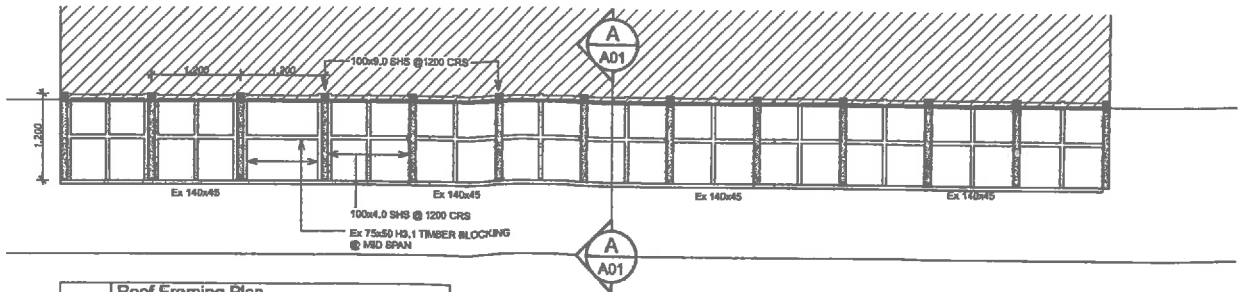 A
A01
100x9.0 SHS @1200 CRS
1,200
1,200
1,200
Ex 140x45
Ex 140x45
Ex 140x45
Ex 140x45
100x4.0 SHS @ 1200 CRS
Ex 75x50 H3.1 TIMBER BLOCKING
@ MID SPAN
A
A01
Roof Framing Plan